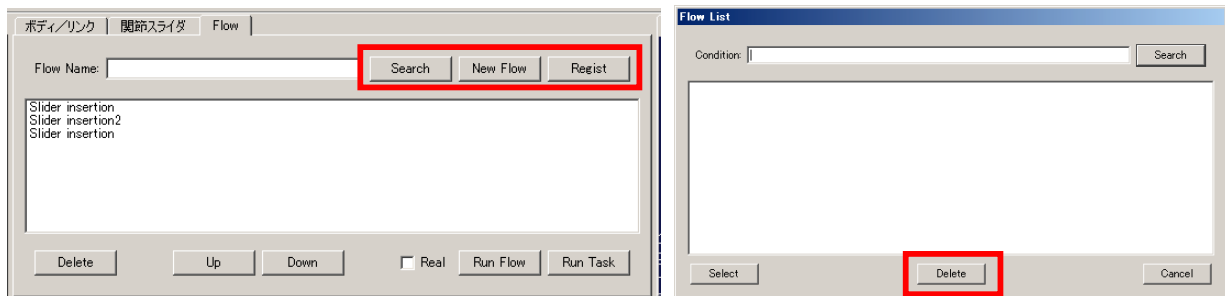 ボディ／リンク 関節スライダ Flow
Flow Name: Search New Flow Regist
Slider insertion
Slider insertion2
Slider insertion
Delete Up Down Real Run Flow Run Task
Flow List
Condition: Search
Select Delete Cancel